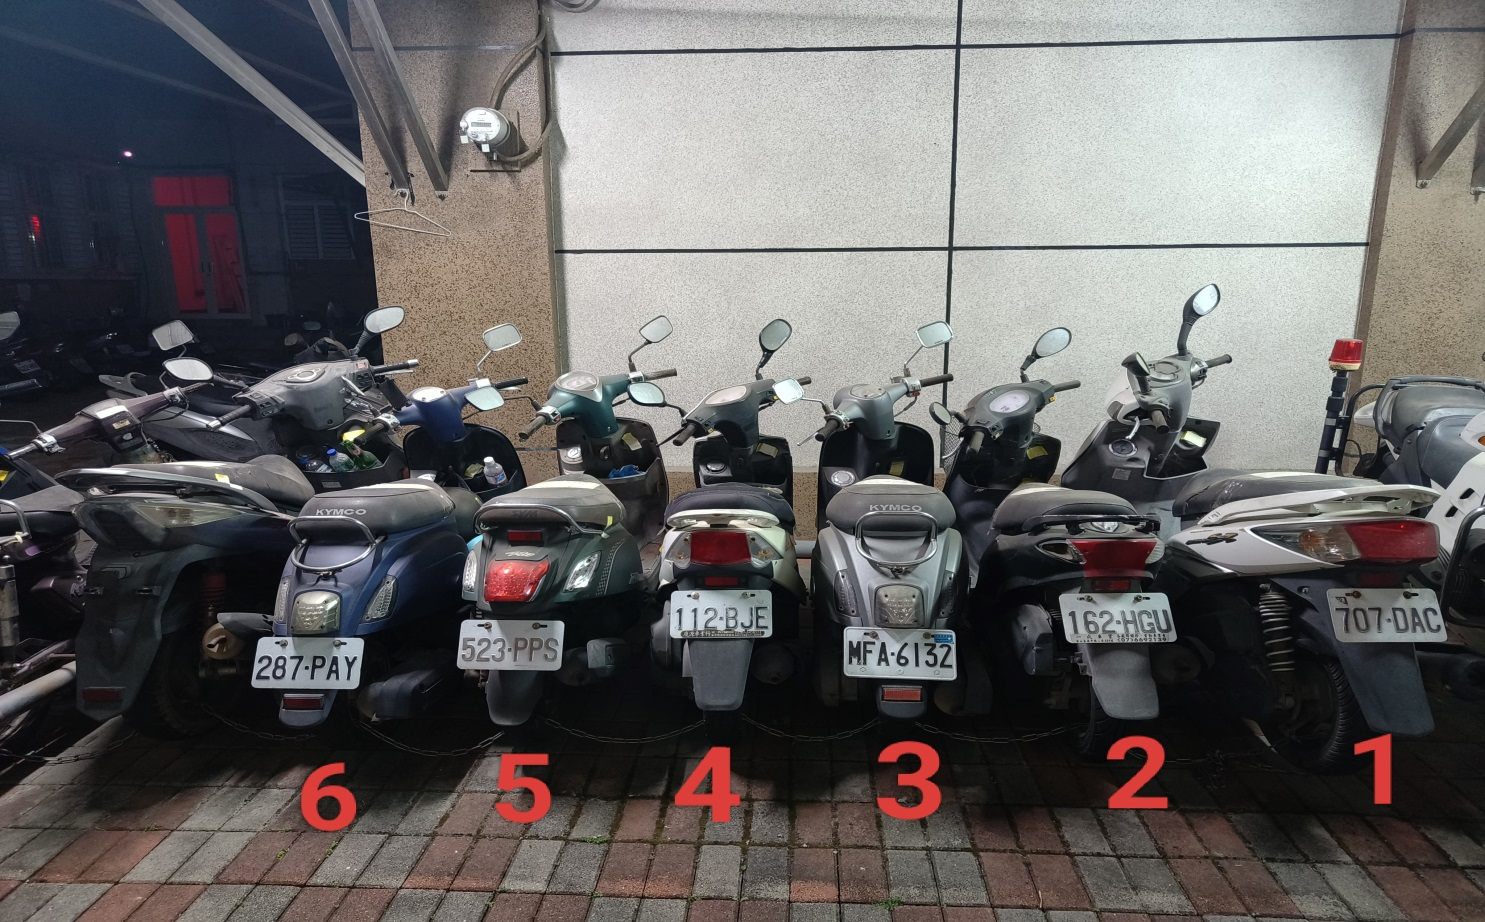 KYMCO
KYMCO
287-PAY
523-PPS
112-BJE
MFA-6132
162-HGU
707-DAC
6
5
4
3
2
1